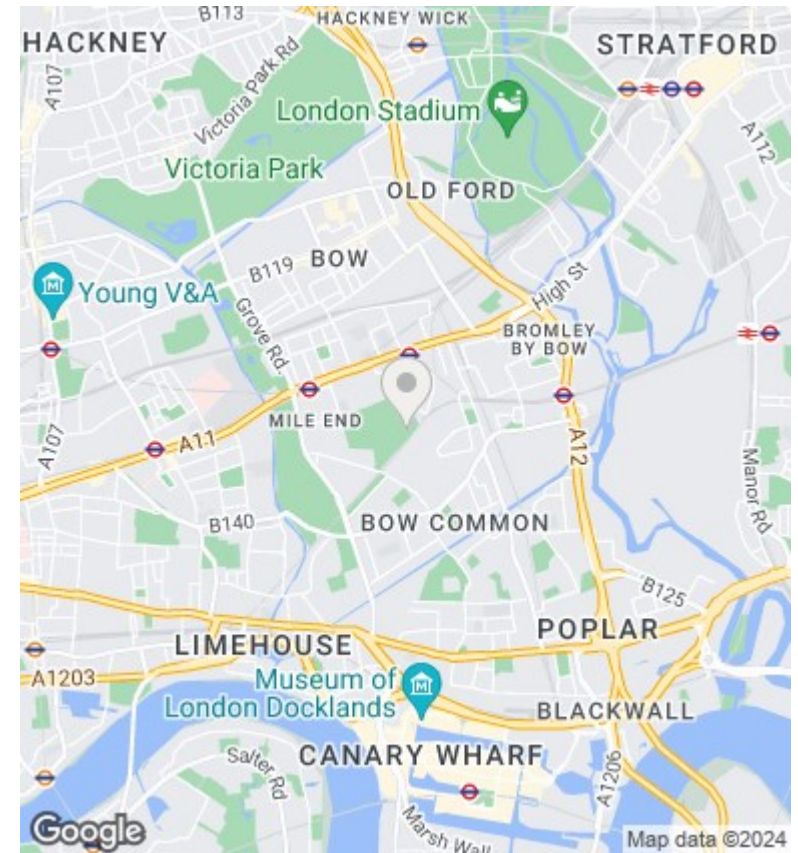 B113
HACKNEY WICK
HACKNEY
STRATFORD
A107
Victoria Park Rd
London Stadium
A112
Victoria Park
OLD FORD
B119
BOW
High St
Young V&A
Grove Rd.
BROMLEY
BY BOW
MILE END
A12
A107
A11
Manor Rd
B140
BOW COMMON
B125
LIMEHOUSE
POPLAR
A1203
Museum of
London Docklands
BLACKWALL
CANARY WHARF
Salter Rd
A1206
Marsh Wall
Google
Map data ©2024